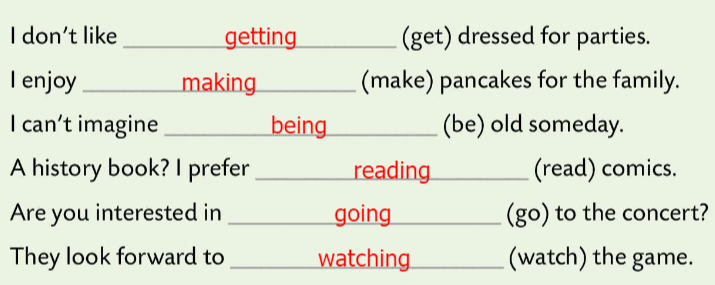 I don't like getting (get) dressed for parties.
I enjoy making (make) pancakes for the family.
I can't imagine being (be) old someday.
A history book? I prefer reading (read) comics.
Are you interested in going (go) to the concert?
They look forward to watching (watch) the game.